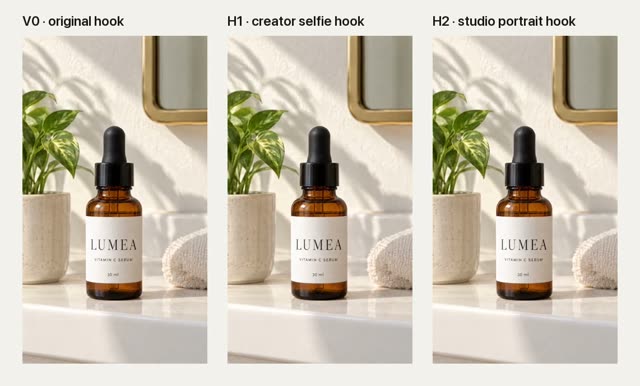 V0 · original hook
H1 · creator selfie hook
H2 · studio portrait hook
LUMEA
VITAMIN C SERUM
30 ml
LUMEA
VITAMIN C SERUM
30 ml
LUMEA
VITAMIN C SERUM
30 ml